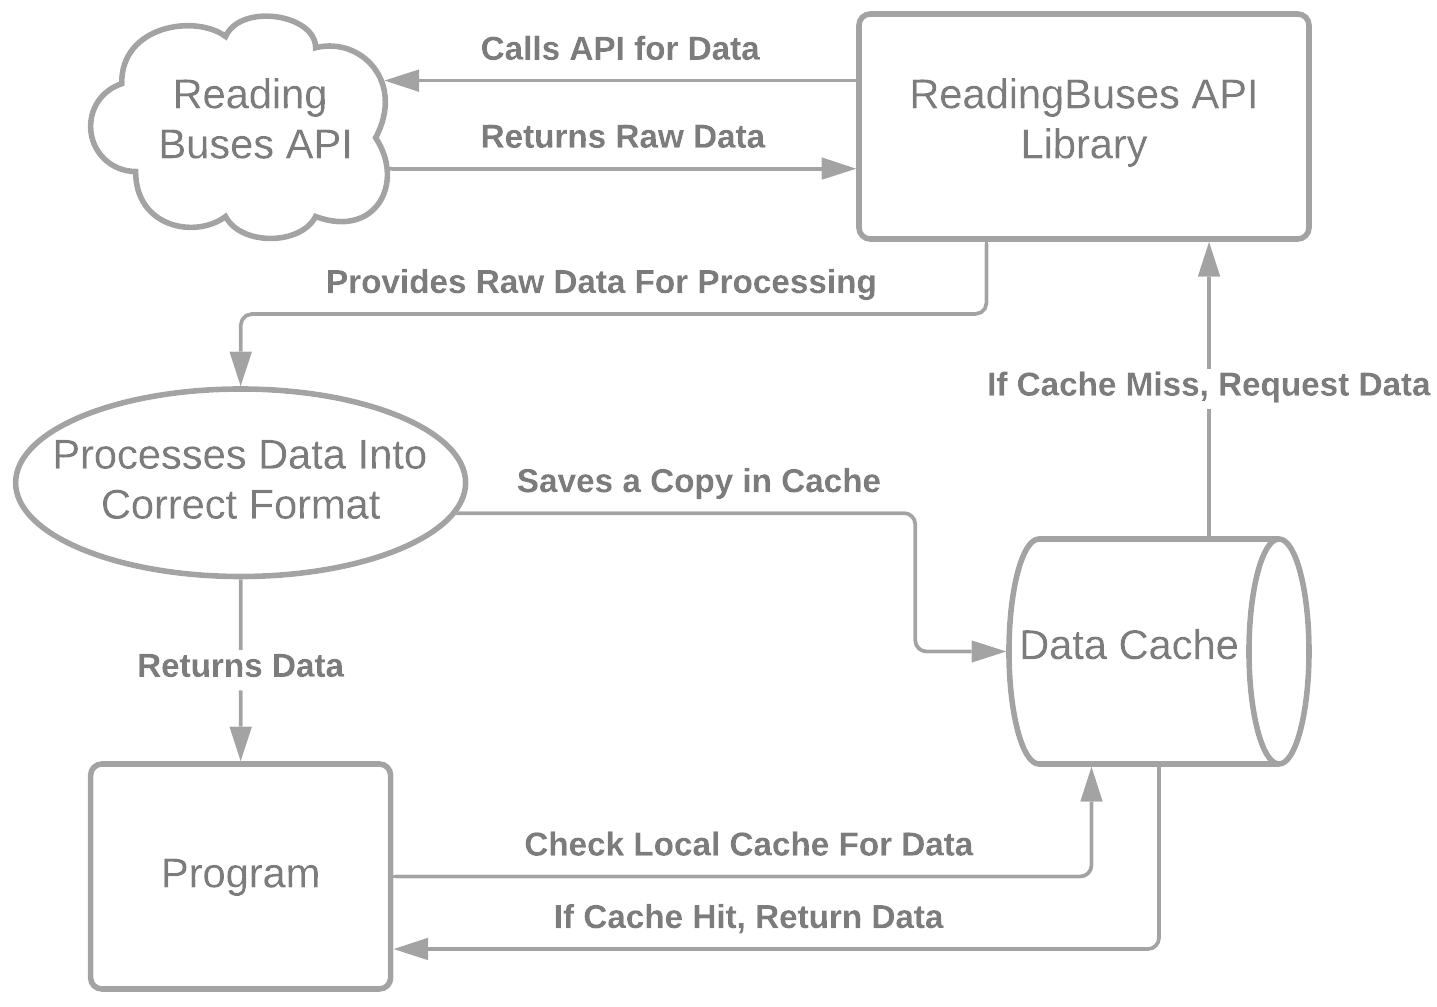 Calls API for Data
Reading
Buses API
ReadingBuses API
Library
Returns Raw Data
Provides Raw Data For Processing
If Cache Miss, Request Data
Processes Data Into
Correct Format
Saves a Copy in Cache
Data Cache
Returns Data
Program
Check Local Cache For Data
If Cache Hit, Return Data